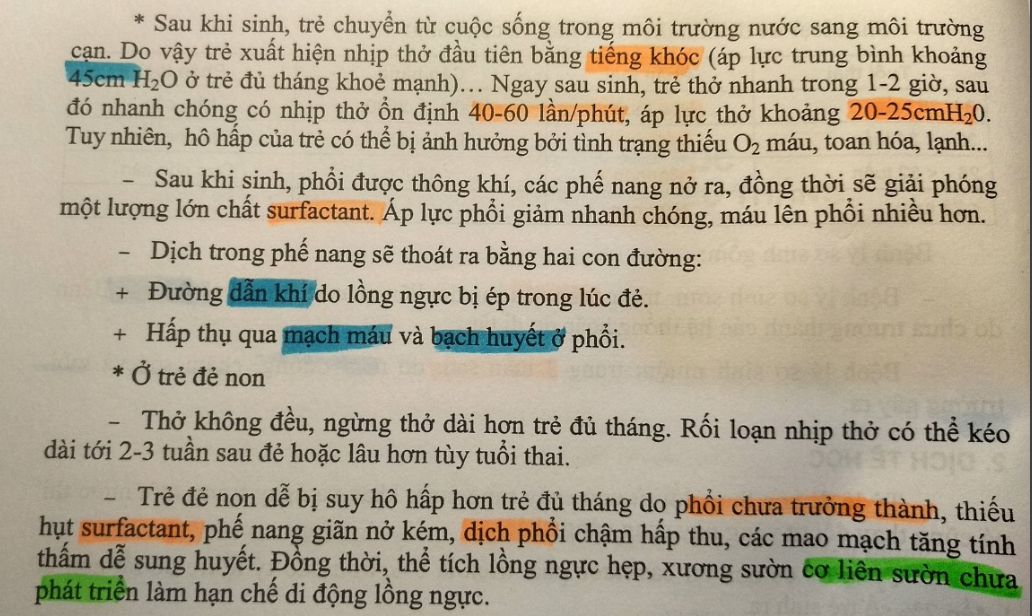 * Sau khi sinh, trẻ chuyển từ cuộc sống trong môi trường nước sang môi trường
cạn. Do vậy trẻ xuất hiện nhịp thở đầu tiên bằng tiếng khóc (áp lực trung bình khoảng
45cm H₂O ở trẻ đủ tháng khoẻ mạnh)… Ngay sau sinh, trẻ thở nhanh trong 1-2 giờ, sau
đó nhanh chóng có nhịp thở ổn định 40-60 lần/phút, áp lực thở khoảng 20-25cmH₂0.
Tuy nhiên, hô hấp của trẻ có thể bị ảnh hưởng bởi tình trạng thiếu O₂ máu, toan hóa, lạnh...
– Sau khi sinh, phổi được thông khí, các phế nang nở ra, đồng thời sẽ giải phóng
một lượng lớn chất surfactant. Áp lực phổi giảm nhanh chóng, máu lên phổi nhiều hơn.
– Dịch trong phế nang sẽ thoát ra bằng hai con đường:
+ Đường dẫn khí do lồng ngực bị ép trong lúc đẻ.
+ Hấp thụ qua mạch máu và bạch huyết ở phổi.
* Ở trẻ đẻ non
– Thở không đều, ngừng thở dài hơn trẻ đủ tháng. Rối loạn nhịp thở có thể kéo
dài tới 2-3 tuần sau đẻ hoặc lâu hơn tùy tuổi thai.
– Trẻ đẻ non dễ bị suy hô hấp hơn trẻ đủ tháng do phổi chưa trưởng thành, thiếu
hụt surfactant, phế nang giãn nở kém, dịch phổi chậm hấp thu, các mao mạch tăng tính
thấm dễ sung huyết. Đồng thời, thể tích lồng ngực hẹp, xương sườn cơ liên sườn chưa
phát triển làm hạn chế di động lồng ngực.